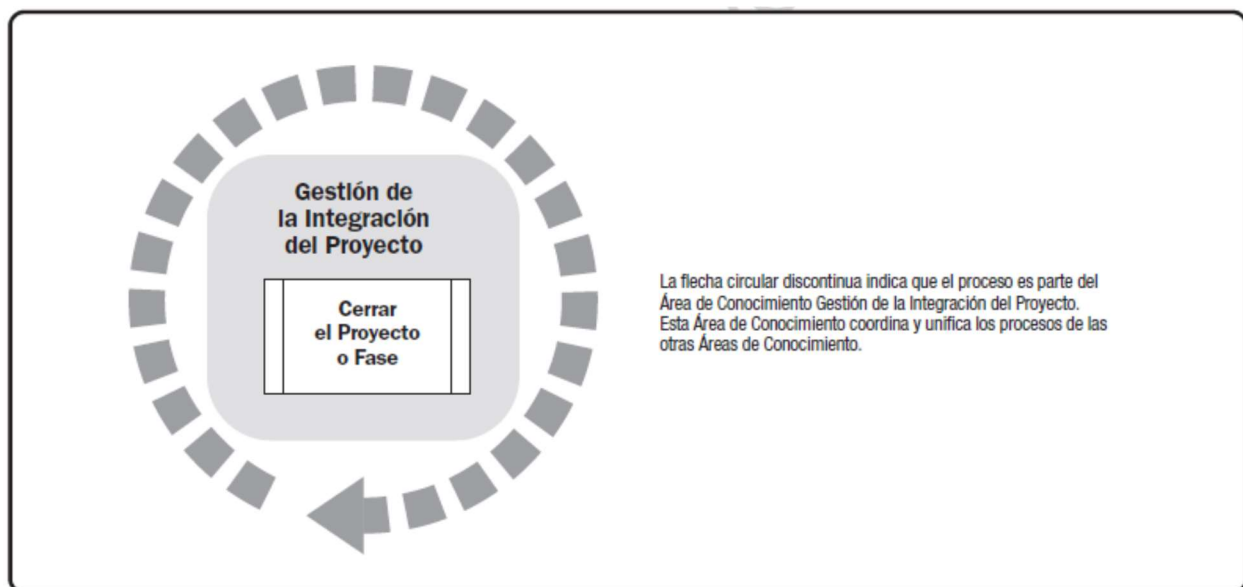 Gestión de
la Integración
del Proyecto
Cerrar
el Proyecto
o Fase
La flecha circular discontinua indica que el proceso es parte del
Área de Conocimiento Gestión de la Integración del Proyecto.
Esta Área de Conocimiento coordina y unifica los procesos de las
otras Áreas de Conocimiento.